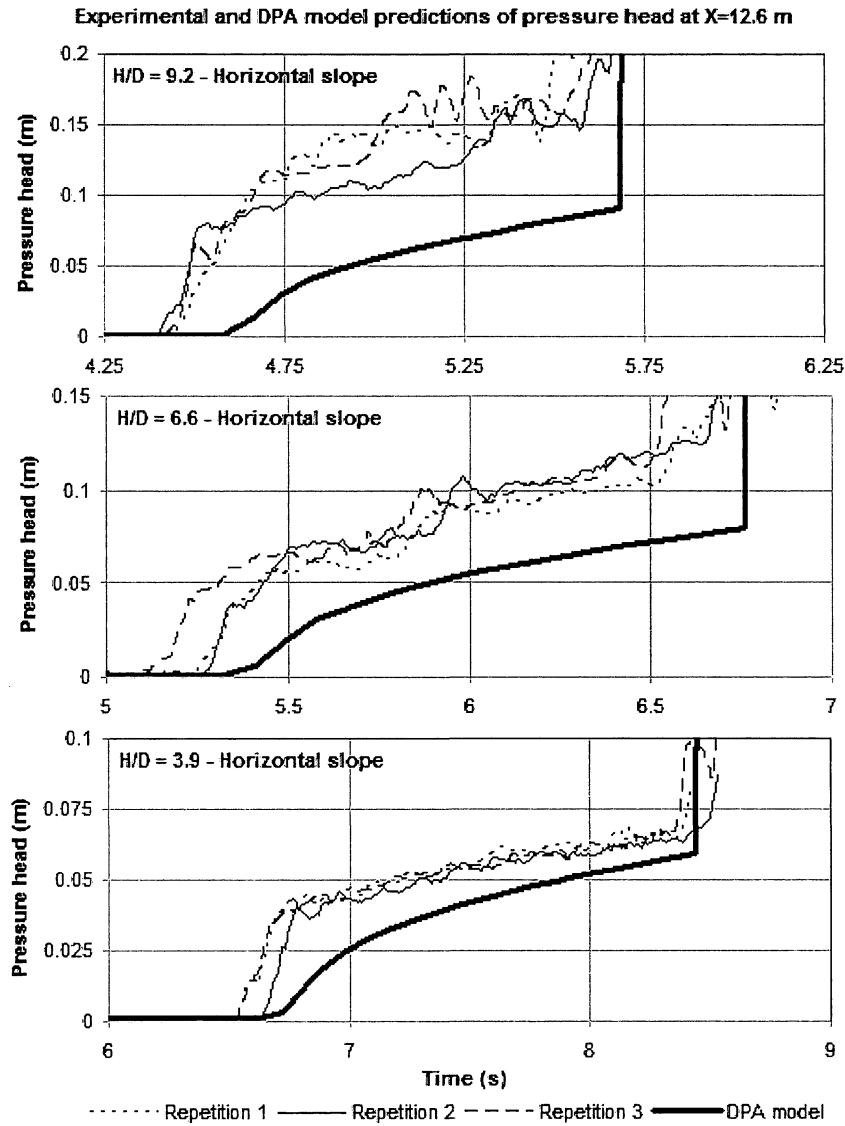 Experimental and DPA model predictions of pressure head at X=12.6 m
H/D = 9.2 - Horizontal slope
Pressure head (m)
0.2
0.15
0.1
0.05
0
4.25 4.75 5.25 5.75 6.25
H/D = 6.6 - Horizontal slope
Pressure head (m)
0.15
0.1
0.05
0
5 5.5 6 6.5 7
H/D = 3.9 - Horizontal slope
Pressure head (m)
0.1
0.075
0.05
0.025
0
6 7 8 9
Time (s)
Repetition 1 Repetition 2 Repetition 3 DPA model